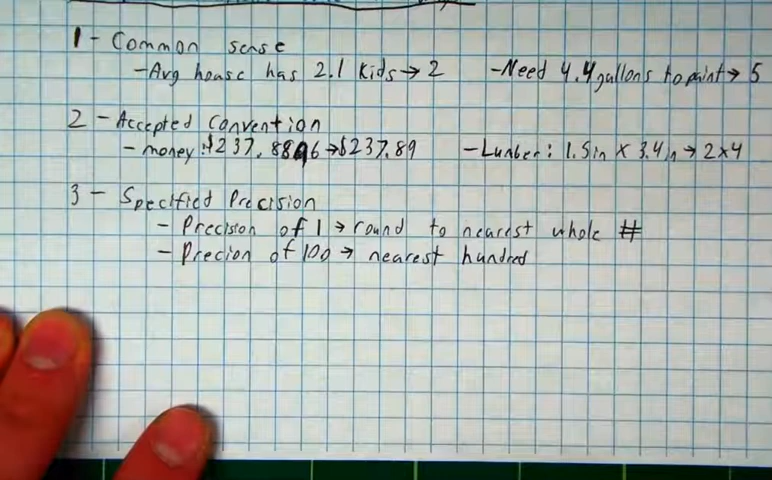 1 - Common sense
- Avg house has 2.1 kids → 2 - Need 4.4 gallons to paint → 5
2 - Accepted Convention
- money: $237.8896 → $237.89 - Lumber: 1.5in x 3.4in → 2x4
3 - Specified Precision
- Precision of 1 → round to nearest whole #
- Precion of 100 → nearest hundred